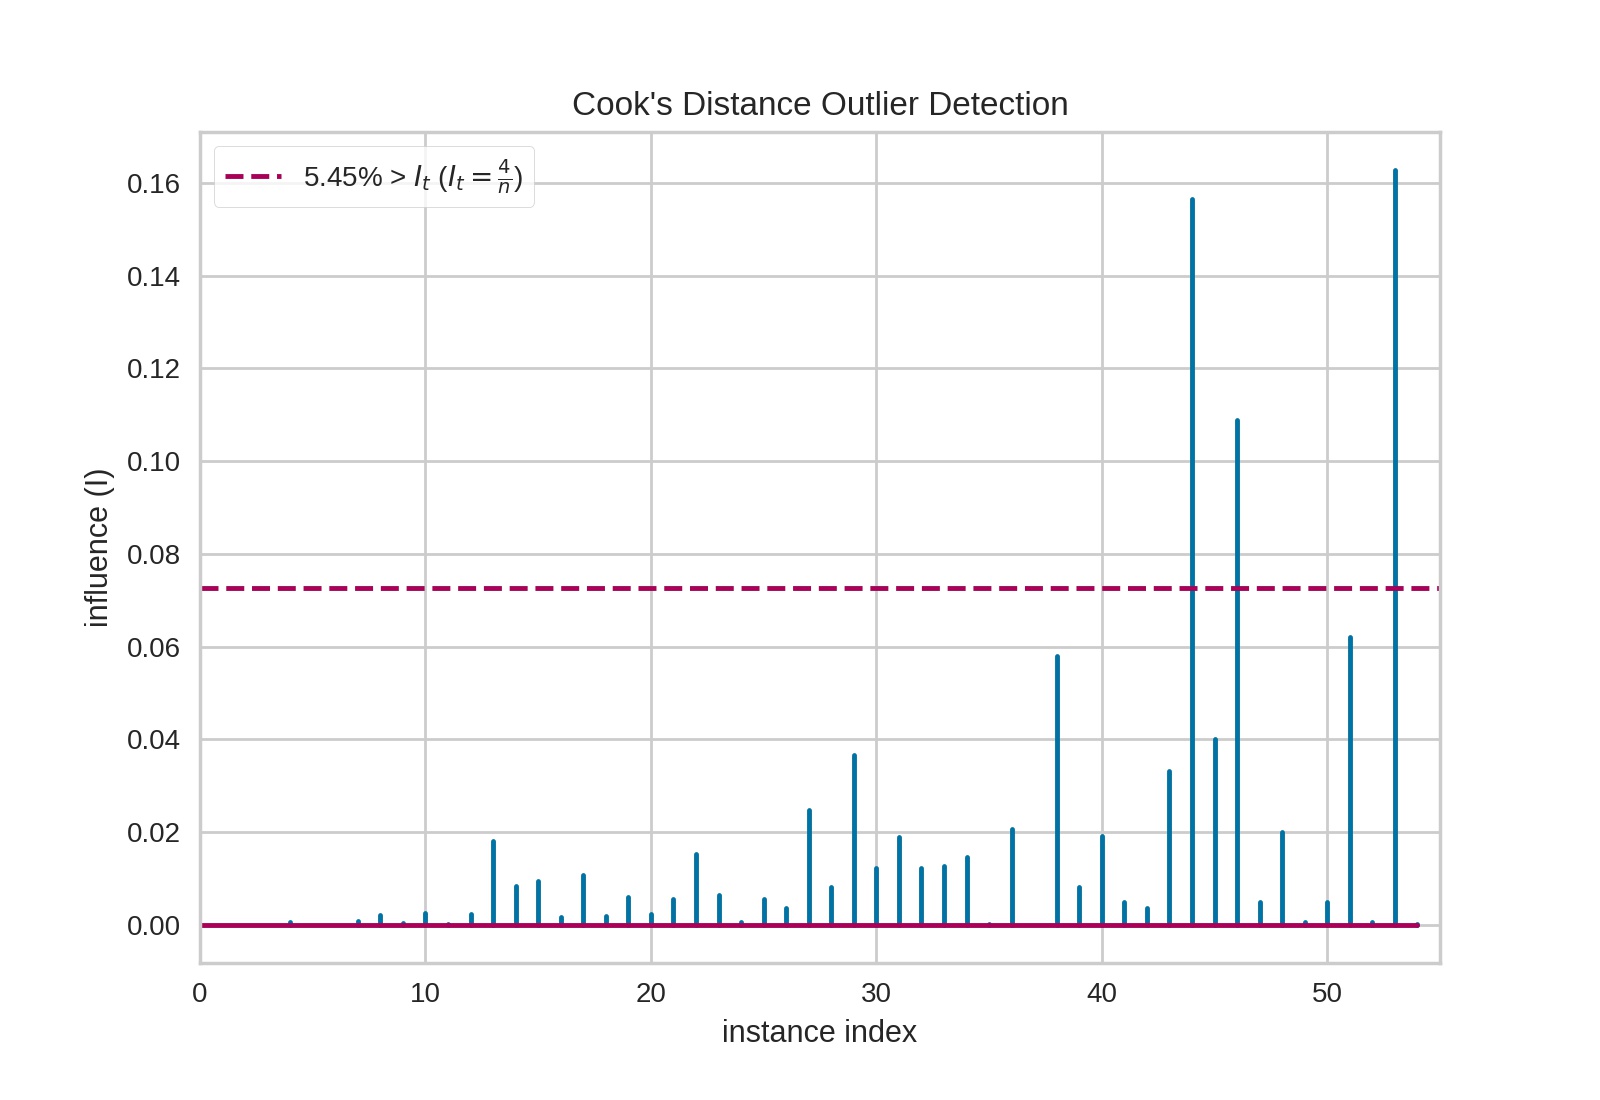 Cook's Distance Outlier Detection
5.45% > I_t (I_t = 4/n)
0.16
0.14
0.12
0.10
0.08
0.06
0.04
0.02
0.00
influence (I)
0 10 20 30 40 50
instance index